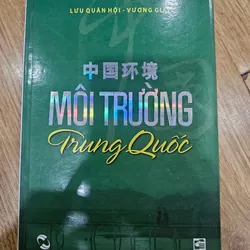 LƯU QUÂN HỘI - VƯƠNG
中国环境
MÔI TRƯỜNG
Trung Quốc